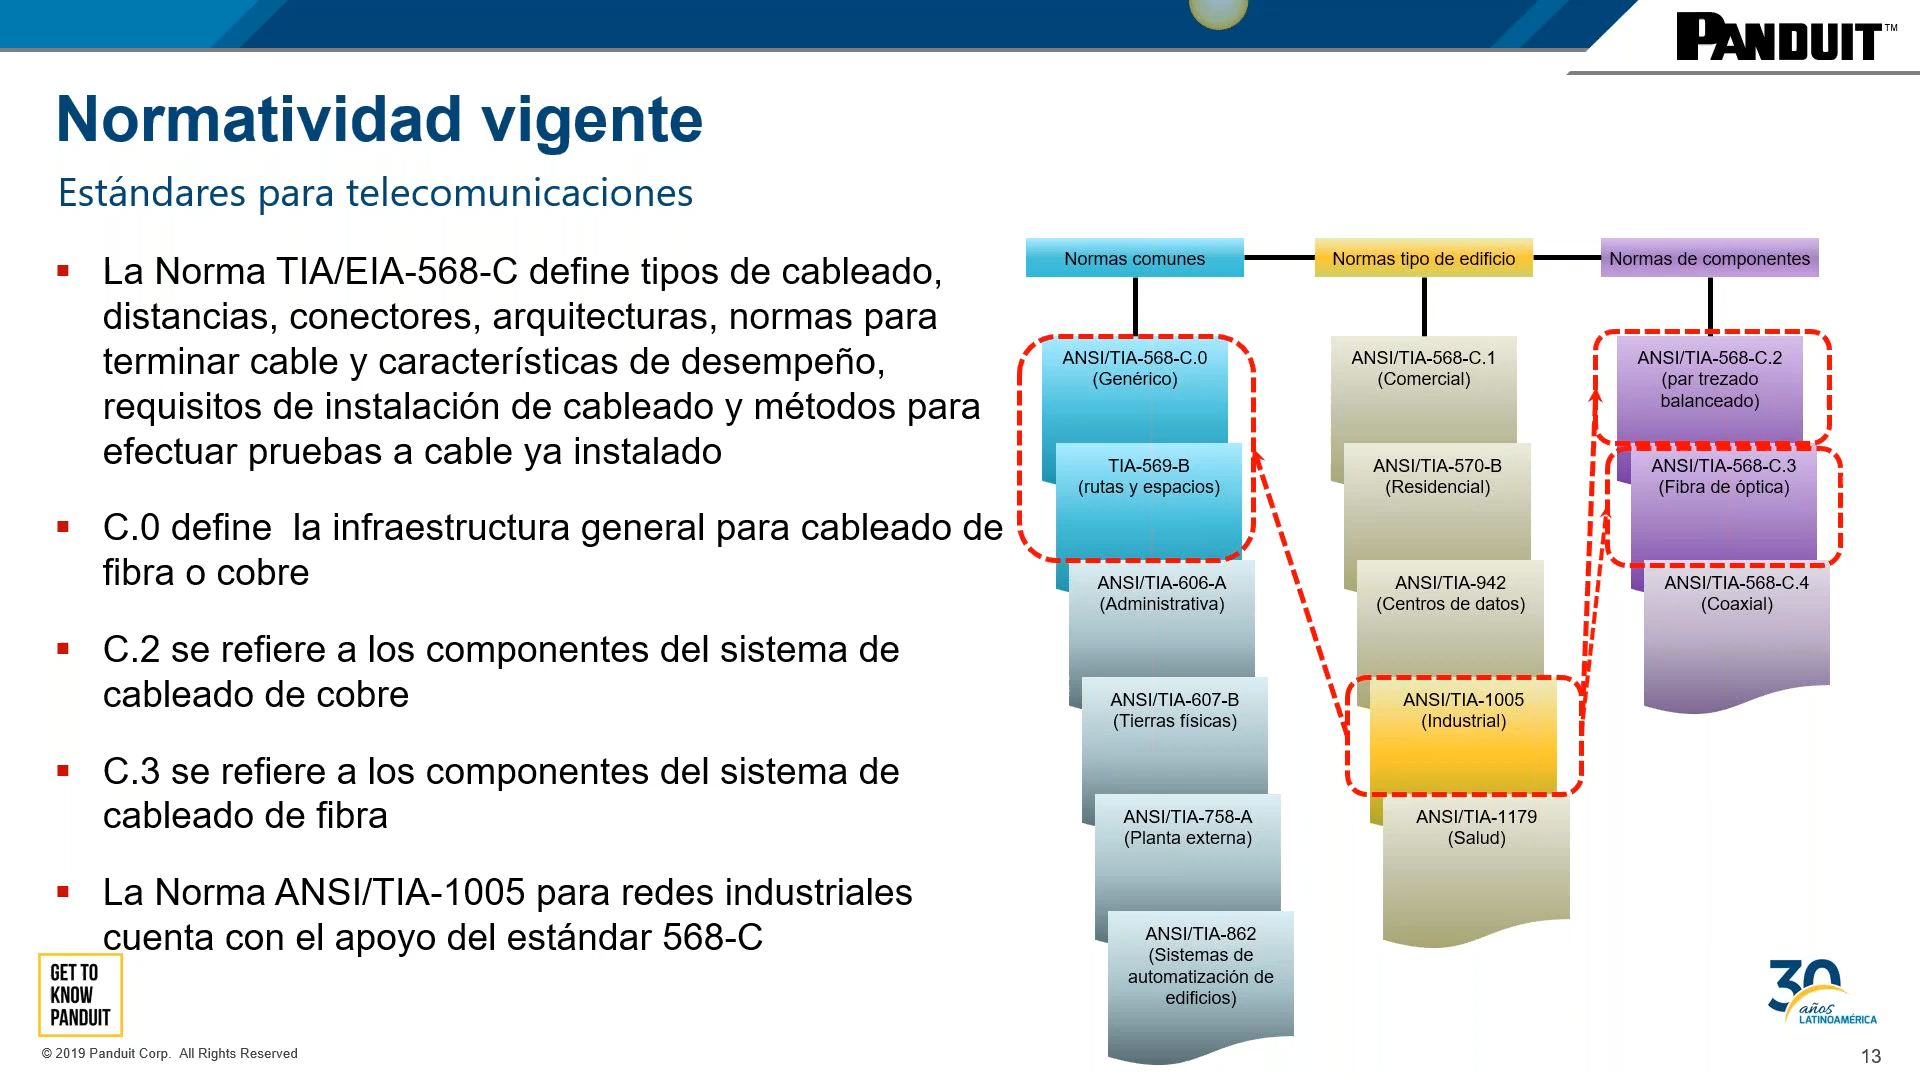 PANDUIT™
Normatividad vigente
Estándares para telecomunicaciones
▪ La Norma TIA/EIA-568-C define tipos de cableado,
distancias, conectores, arquitecturas, normas para
terminar cable y características de desempeño,
requisitos de instalación de cableado y métodos para
efectuar pruebas a cable ya instalado
▪ C.0 define  la infraestructura general para cableado de
fibra o cobre
▪ C.2 se refiere a los componentes del sistema de
cableado de cobre
▪ C.3 se refiere a los componentes del sistema de
cableado de fibra
▪ La Norma ANSI/TIA-1005 para redes industriales
cuenta con el apoyo del estándar 568-C
Normas comunes
ANSI/TIA-568-C.0
(Genérico)
TIA-569-B
(rutas y espacios)
ANSI/TIA-606-A
(Administrativa)
ANSI/TIA-607-B
(Tierras físicas)
ANSI/TIA-758-A
(Planta externa)
ANSI/TIA-862
(Sistemas de
automatización de
edificios)
Normas tipo de edificio
ANSI/TIA-568-C.1
(Comercial)
ANSI/TIA-570-B
(Residencial)
ANSI/TIA-942
(Centros de datos)
ANSI/TIA-1005
(Industrial)
ANSI/TIA-1179
(Salud)
Normas de componentes
ANSI/TIA-568-C.2
(par trezado
balanceado)
ANSI/TIA-568-C.3
(Fibra de óptica)
ANSI/TIA-568-C.4
(Coaxial)
GET TO
KNOW
PANDUIT
30
años
LATINOAMÉRICA
© 2019 Panduit Corp.  All Rights Reserved
13